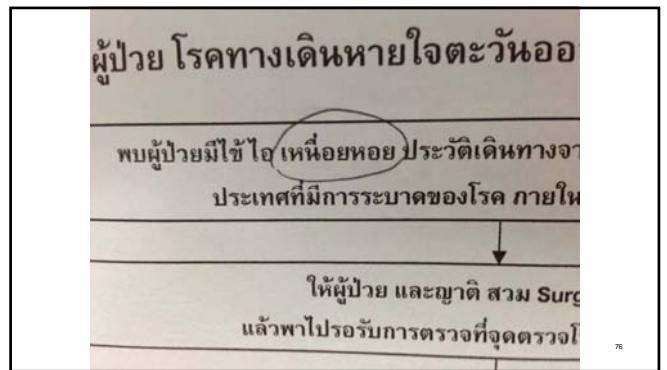 ผู้ป่วย โรคทางเดินหายใจตะวันออ
พบผู้ป่วยมีไข้ ไอ เหนื่อยหอย ประวัติเดินทางจา
ประเทศที่มีการระบาดของโรค ภายใน
ให้ผู้ป่วย และญาติ สวม Surg
แล้วพาไปรอรับการตรวจที่จุดตรวจโ
76